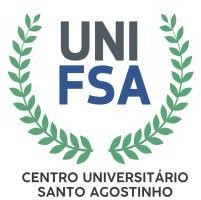 UNI
FSA
CENTRO UNIVERSITÁRIO
SANTO AGOSTINHO